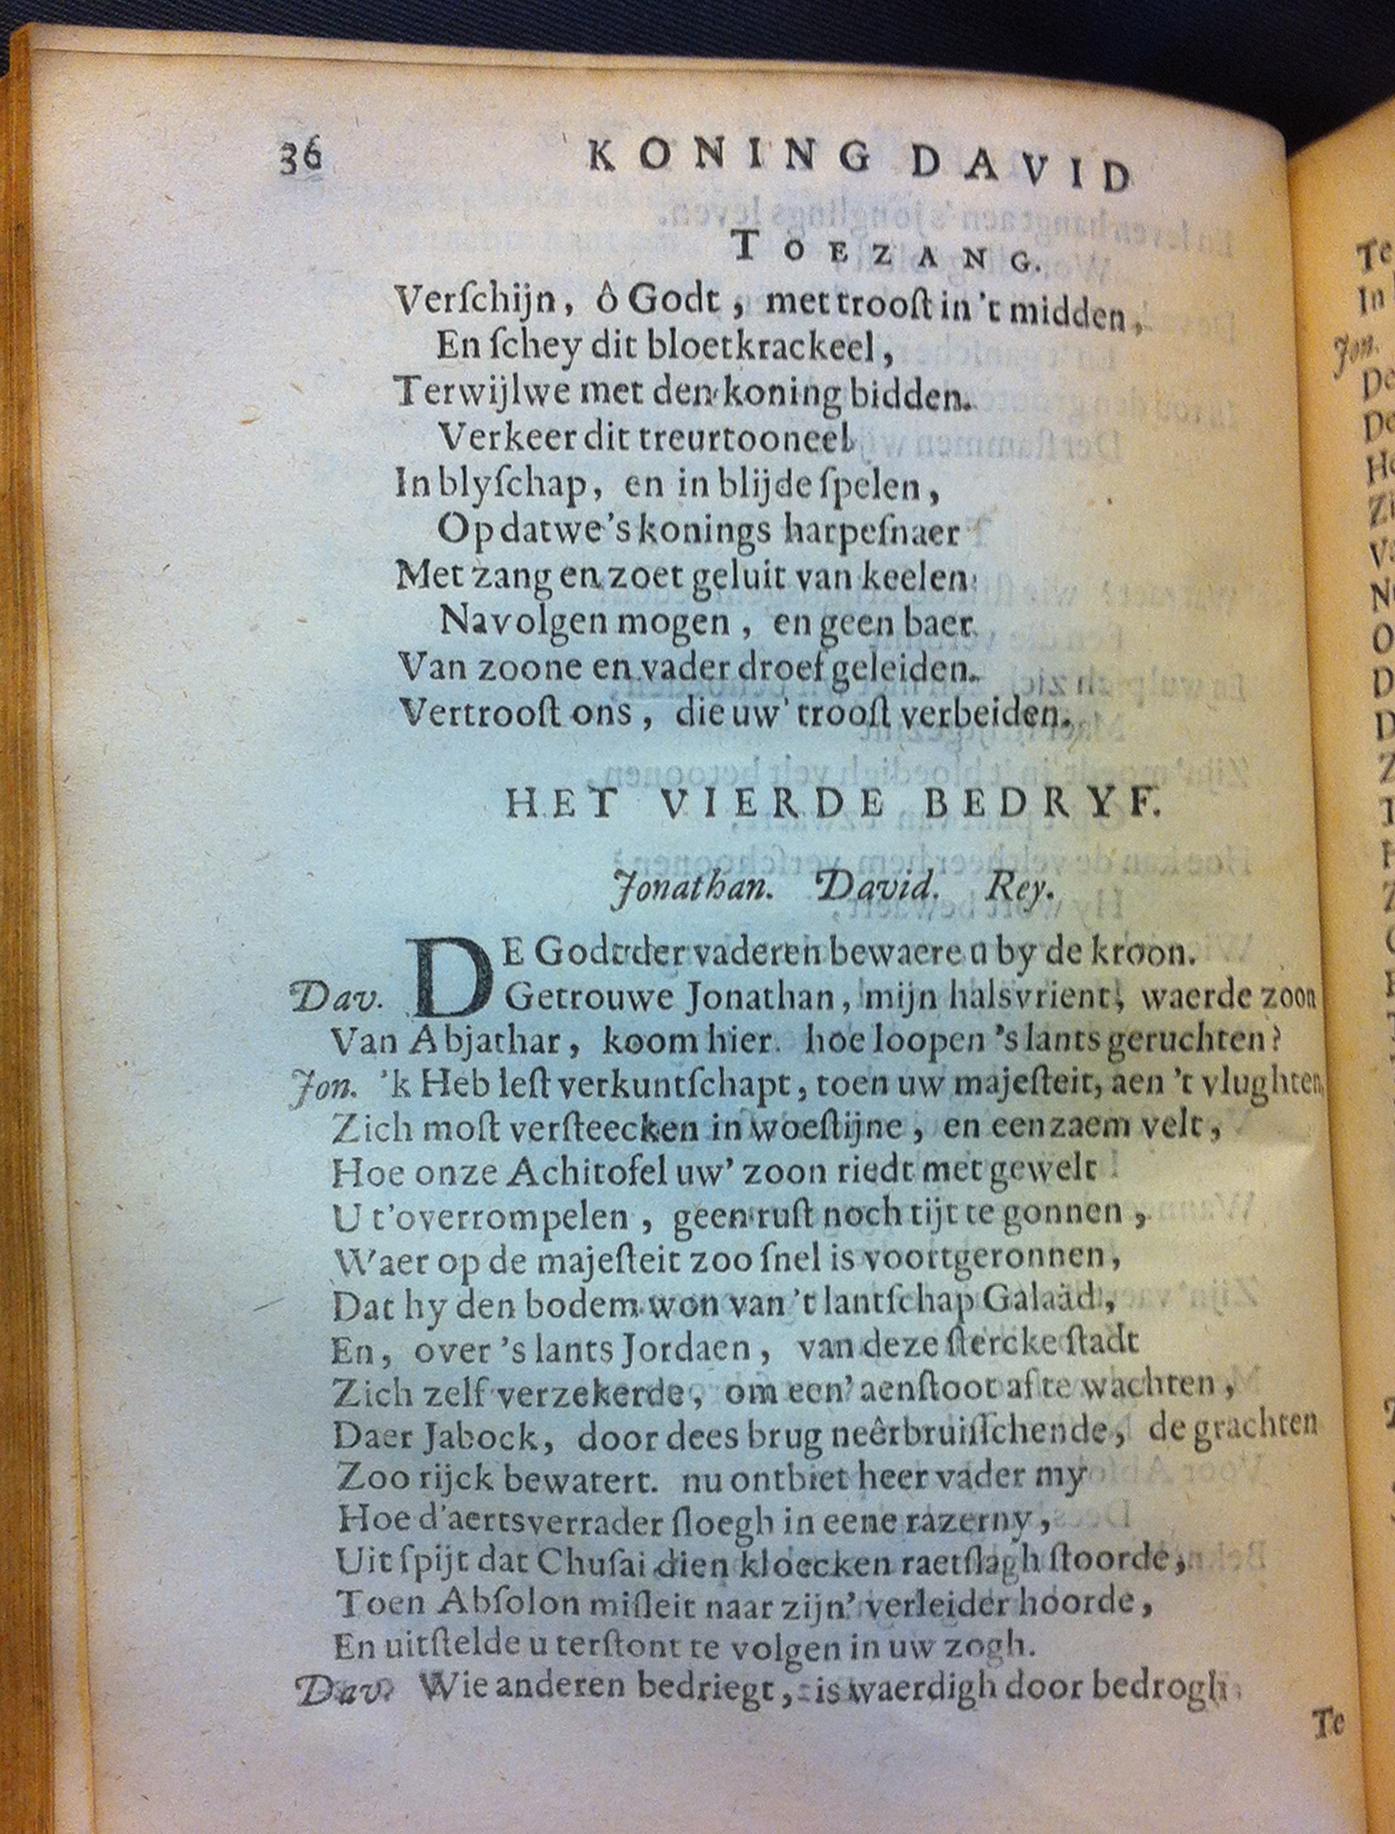 36 KONING DAVID
TOEZANG.
Verſchijn, ô Godt, met trooſt in 't midden,
En ſchey dit bloetkrackeel,
Terwijlwe met den koning bidden.
Verkeer dit treurtooneel
In blyſchap, en in blijde ſpelen,
Op datwe 's konings harpeſnaer
Met zang en zoet geluit van keelen
Navolgen mogen, en geen baer
Van zoone en vader droef geleiden.
Vertrooſt ons, die uw' trooſt verbeiden.
HET VIERDE BEDRYF.
Jonathan. David. Rey.
DE Godt der vaderen bewaere u by de kroon.
Dav. Getrouwe Jonathan, mijn halsvrient, waerde zoon
Van Abjathar, koom hier. hoe loopen 's lants geruchten?
Jon. 'k Heb leſt verkuntſchapt, toen uw majeſteit, aen 't vlughten,
Zich moſt verſteecken in woeſtijne, en eenzaem velt,
Hoe onze Achitofel uw' zoon riedt met gewelt
U t'overrompelen, geen ruſt noch tijt te gonnen,
Waer op de majeſteit zoo ſnel is voortgeronnen,
Dat hy den bodem won van 't lantſchap Galaäd,
En, over 's lants Jordaen, van deze ſtercke ſtadt
Zich zelf verzekerde, om een' aenſtoot af te wachten,
Daer Jabock, door dees brug neêrbruiſſchende, de grachten
Zoo rijck bewatert. nu ontbiet heer vader my
Hoe d'aertsverrader ſloegh in eene razerny,
Uit ſpijt dat Chuſai dien kloecken raetſlagh ſtoorde,
Toen Abſolon miſleit naar zijn' verleider hoorde,
En uitſtelde u terſtont te volgen in uw zogh.
Dav. Wie anderen bedriegt, is waerdigh door bedrogh
Te